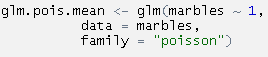 glm.pois.mean <- glm(marbles ~ 1,
data = marbles,
family = "poisson")